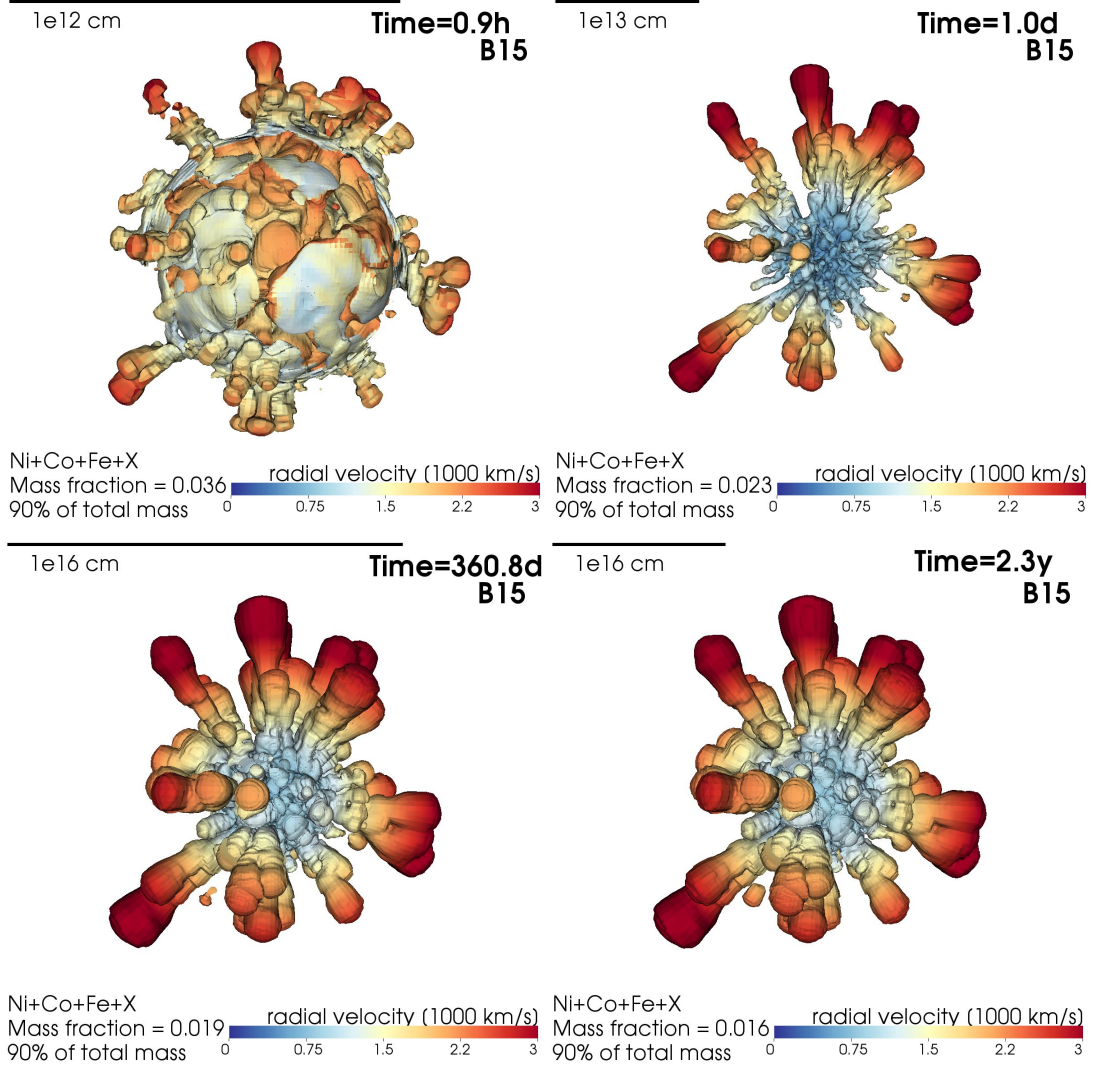 1e12 cm
Time=0.9h
B15
Ni+Co+Fe+X
Mass fraction = 0.036
90% of total mass
radial velocity (1000 km/s)
0 0.75 1.5 2.2 3
1e13 cm
Time=1.0d
B15
Ni+Co+Fe+X
Mass fraction = 0.023
90% of total mass
radial velocity (1000 km/s)
0 0.75 1.5 2.2 3
1e16 cm
Time=360.8d
B15
Ni+Co+Fe+X
Mass fraction = 0.019
90% of total mass
radial velocity (1000 km/s)
0 0.75 1.5 2.2 3
1e16 cm
Time=2.3y
B15
Ni+Co+Fe+X
Mass fraction = 0.016
90% of total mass
radial velocity (1000 km/s)
0 0.75 1.5 2.2 3